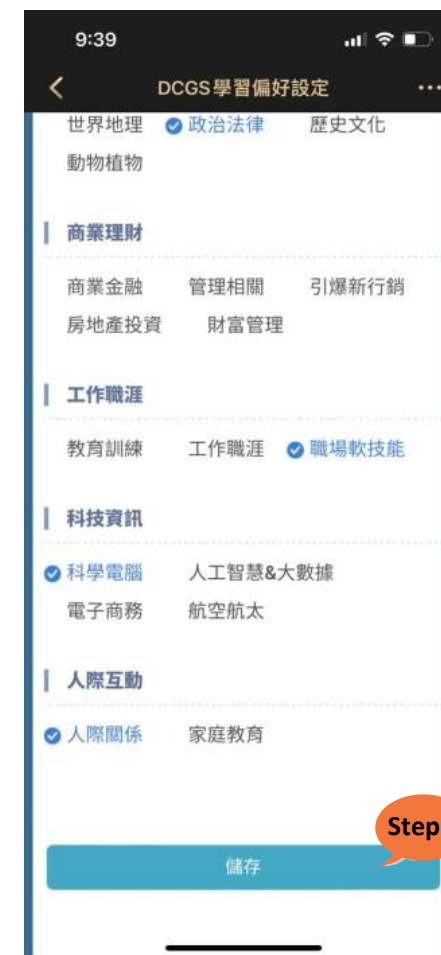 9:39
DCGS學習偏好設定
世界地理 政治法律 歷史文化
動物植物
商業理財
商業金融 管理相關 引爆新行銷
房地產投資 財富管理
工作職涯
教育訓練 工作職涯 職場軟技能
科技資訊
科學電腦 人工智慧&大數據
電子商務 航空航太
人際互動
人際關係 家庭教育
Step
儲存